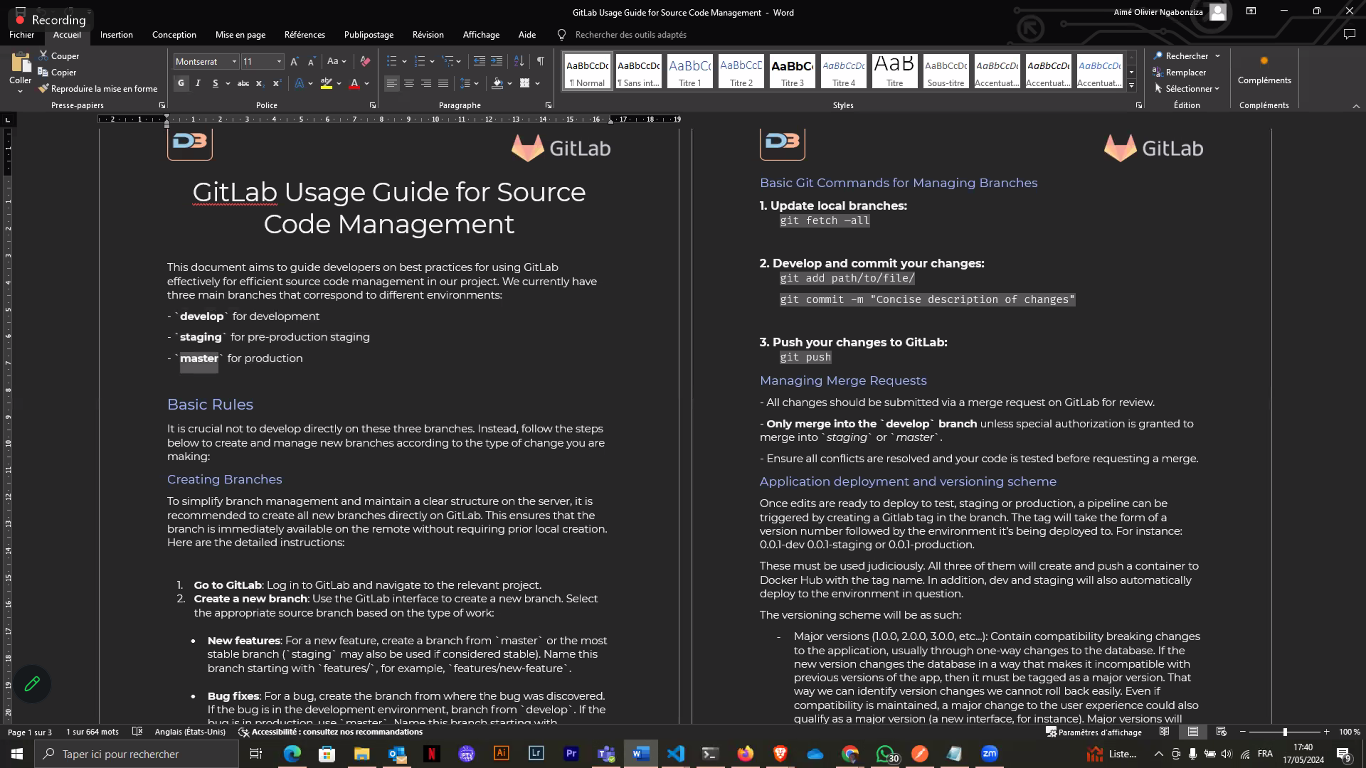 Recording
GitLab Usage Guide for Source Code Management - Word
Aimé Olivier Ngabonziza
Fichier Accueil Insertion Conception Mise en page Références Publipostage Révision Affichage Aide Rechercher des outils adaptés
Coller
Couper
Copier
Reproduire la mise en forme
Presse-papiers
Montserrat 11
Police
Paragraphe
¶ Normal
¶ Sans int...
Titre 1
Titre 2
Titre 3
Titre 4
Titre
Sous-titre
Accentuat...
Accentuat...
Accentuat...
Styles
Rechercher
Remplacer
Sélectionner
Édition
Compléments
Compléments
D3
GitLab
GitLab Usage Guide for Source
Code Management
This document aims to guide developers on best practices for using GitLab
effectively for efficient source code management in our project. We currently have
three main branches that correspond to different environments:
- `develop` for development
- `staging` for pre-production staging
- `master` for production
Basic Rules
It is crucial not to develop directly on these three branches. Instead, follow the steps
below to create and manage new branches according to the type of change you are
making:
Creating Branches
To simplify branch management and maintain a clear structure on the server, it is
recommended to create all new branches directly on GitLab. This ensures that the
branch is immediately available on the remote without requiring prior local creation.
Here are the detailed instructions:
1. Go to GitLab: Log in to GitLab and navigate to the relevant project.
2. Create a new branch: Use the GitLab interface to create a new branch. Select
the appropriate source branch based on the type of work:
• New features: For a new feature, create a branch from `master` or the most
stable branch (`staging` may also be used if considered stable). Name this
branch starting with `features/`, for example, `features/new-feature`.
• Bug fixes: For a bug, create the branch from where the bug was discovered.
If the bug is in the development environment, branch from `develop`. If the
bug is in production, use `master`. Name this branch starting with
D3
GitLab
Basic Git Commands for Managing Branches
1. Update local branches:
git fetch –all
2. Develop and commit your changes:
git add path/to/file/
git commit -m "Concise description of changes"
3. Push your changes to GitLab:
git push
Managing Merge Requests
- All changes should be submitted via a merge request on GitLab for review.
- Only merge into the `develop` branch unless special authorization is granted to
merge into `staging` or `master`.
- Ensure all conflicts are resolved and your code is tested before requesting a merge.
Application deployment and versioning scheme
Once edits are ready to deploy to test, staging or production, a pipeline can be
triggered by creating a Gitlab tag in the branch. The tag will take the form of a
version number followed by the environment it's being deployed to. For instance:
0.0.1-dev 0.0.1-staging or 0.0.1-production.
These must be used judiciously. All three of them will create and push a container to
Docker Hub with the tag name. In addition, dev and staging will also automatically
deploy to the environment in question.
The versioning scheme will be as such:
- Major versions (1.0.0, 2.0.0, 3.0.0, etc...): Contain compatibility breaking changes
to the application, usually through one-way changes to the database. If the
new version changes the database in a way that makes it incompatible with
previous versions of the app, then it must be tagged as a major version. That
way we can identify version changes we cannot roll back easily. Even if
compatibility is maintained, a major change to the user experience could also
qualify as a major version (a new interface, for instance). Major versions will
Page 1 sur 3 1 sur 664 mots Anglais (États-Unis) Accessibilité : consultez nos recommandations
Paramètres d'affichage
100 %
Taper ici pour rechercher
30
Liste...
FRA
17:40
17/05/2024
9